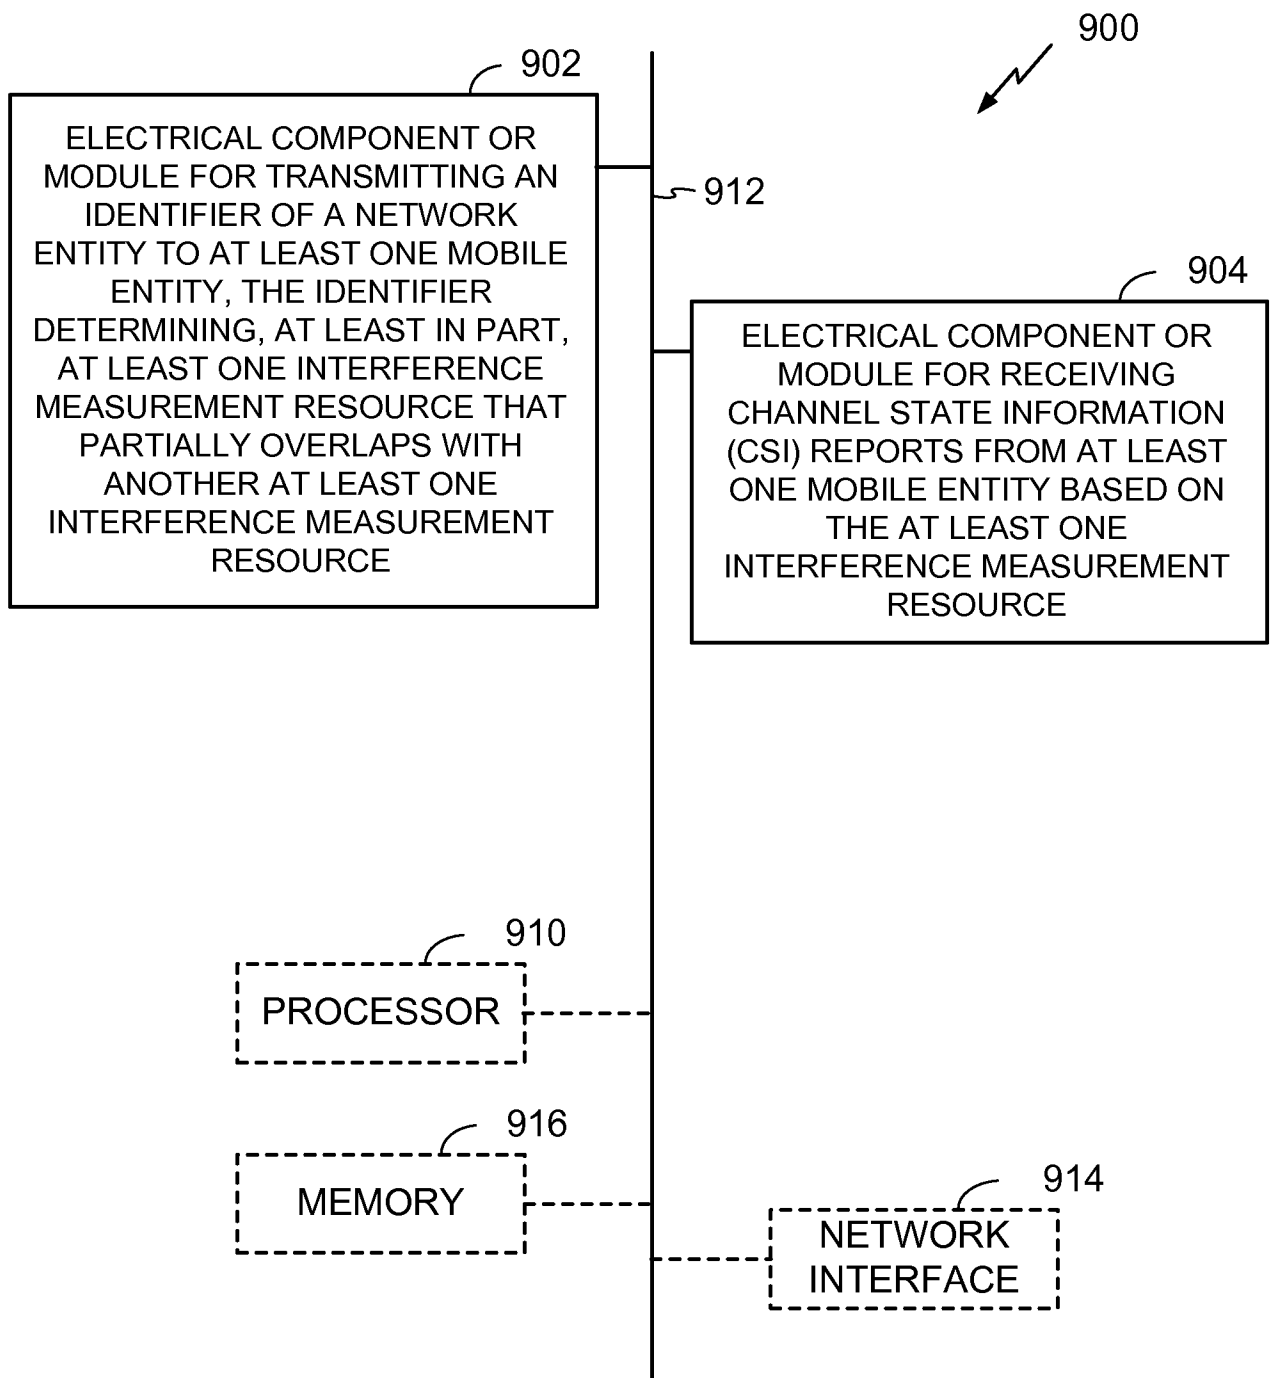 900
902
ELECTRICAL COMPONENT OR
MODULE FOR TRANSMITTING AN
IDENTIFIER OF A NETWORK
ENTITY TO AT LEAST ONE MOBILE
ENTITY, THE IDENTIFIER
DETERMINING, AT LEAST IN PART,
AT LEAST ONE INTERFERENCE
MEASUREMENT RESOURCE THAT
PARTIALLY OVERLAPS WITH
ANOTHER AT LEAST ONE
INTERFERENCE MEASUREMENT
RESOURCE
912
904
ELECTRICAL COMPONENT OR
MODULE FOR RECEIVING
CHANNEL STATE INFORMATION
(CSI) REPORTS FROM AT LEAST
ONE MOBILE ENTITY BASED ON
THE AT LEAST ONE
INTERFERENCE MEASUREMENT
RESOURCE
910
PROCESSOR
916
MEMORY
914
NETWORK
INTERFACE